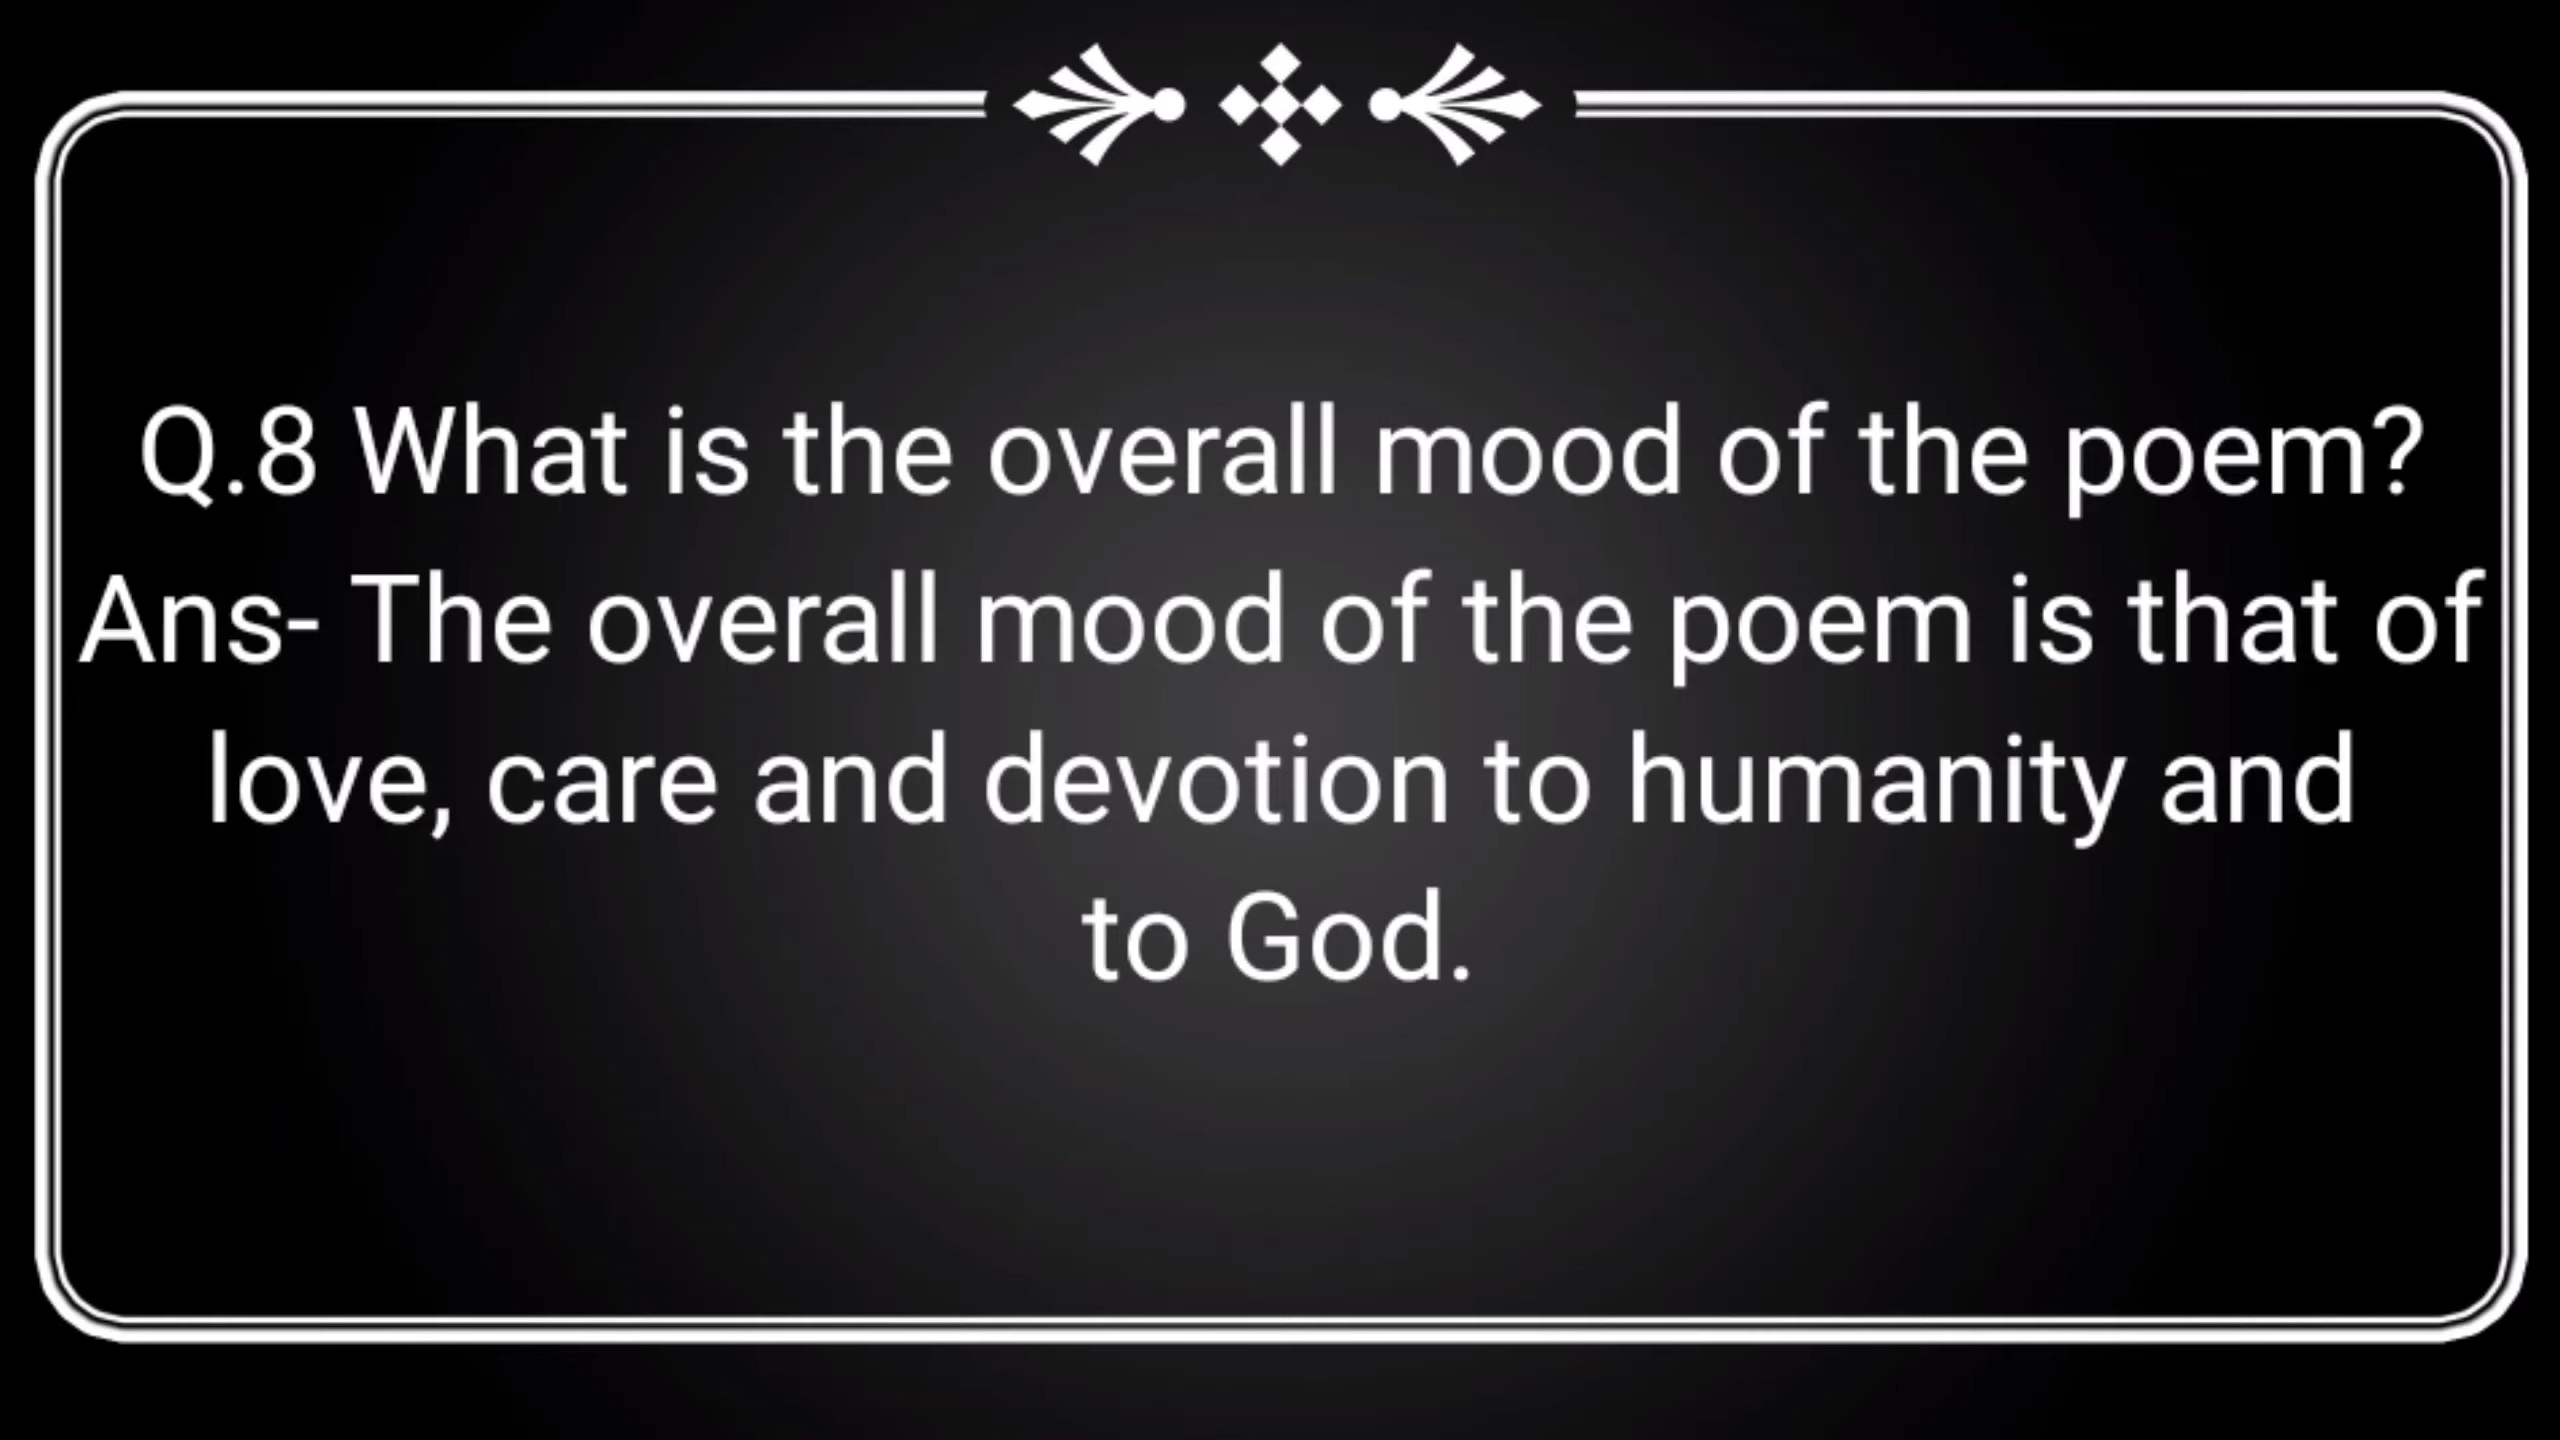 Q.8 What is the overall mood of the poem?
Ans- The overall mood of the poem is that of
love, care and devotion to humanity and
to God.